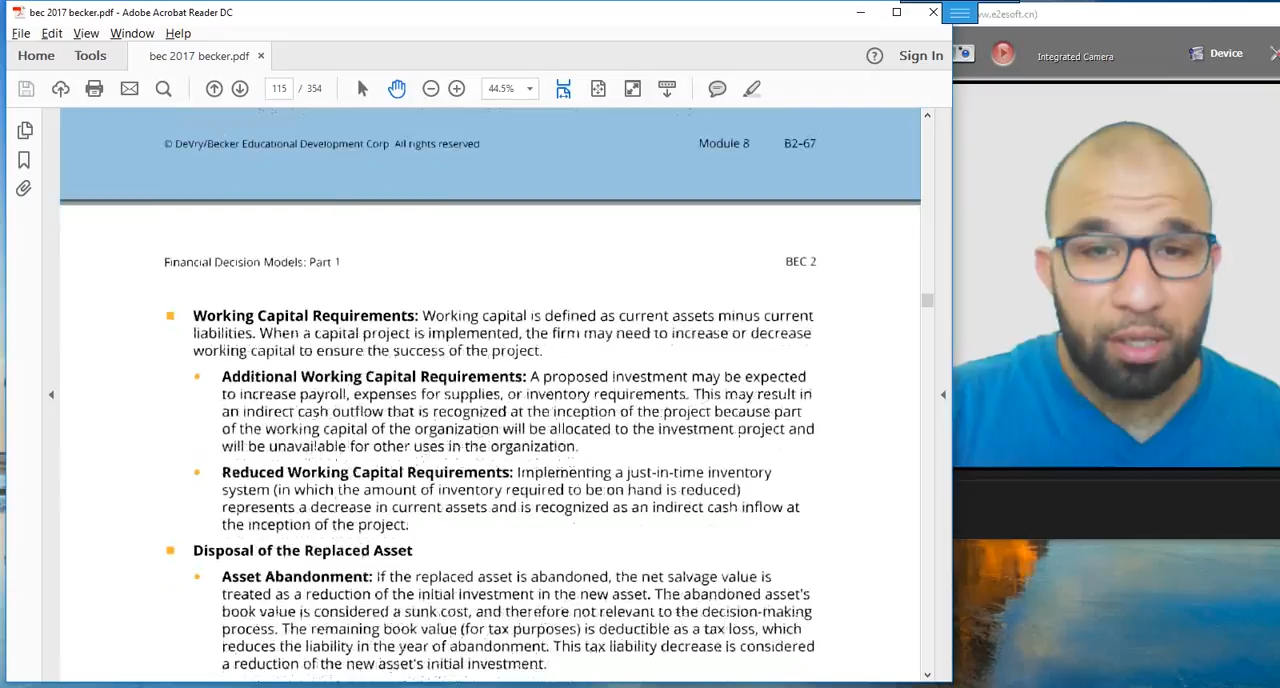 bec 2017 becker.pdf - Adobe Acrobat Reader DC
ww.e2esoft.cn)
File Edit View Window Help
Home Tools bec 2017 becker.pdf × Sign In
Integrated Camera Device
115 / 354 44.5%
© DeVry/Becker Educational Development Corp All rights reserved Module 8 B2-67
Financial Decision Models: Part 1 BEC 2
Working Capital Requirements: Working capital is defined as current assets minus current
liabilities. When a capital project is implemented, the firm may need to increase or decrease
working capital to ensure the success of the project.
Additional Working Capital Requirements: A proposed investment may be expected
to increase payroll, expenses for supplies, or inventory requirements. This may result in
an indirect cash outflow that is recognized at the inception of the project because part
of the working capital of the organization will be allocated to the investment project and
will be unavailable for other uses in the organization.
Reduced Working Capital Requirements: Implementing a just-in-time inventory
system (in which the amount of inventory required to be on hand is reduced)
represents a decrease in current assets and is recognized as an indirect cash inflow at
the inception of the project.
Disposal of the Replaced Asset
Asset Abandonment: If the replaced asset is abandoned, the net salvage value is
treated as a reduction of the initial investment in the new asset. The abandoned asset's
book value is considered a sunk cost, and therefore not relevant to the decision-making
process. The remaining book value (for tax purposes) is deductible as a tax loss, which
reduces the liability in the year of abandonment. This tax liability decrease is considered
a reduction of the new asset's initial investment.